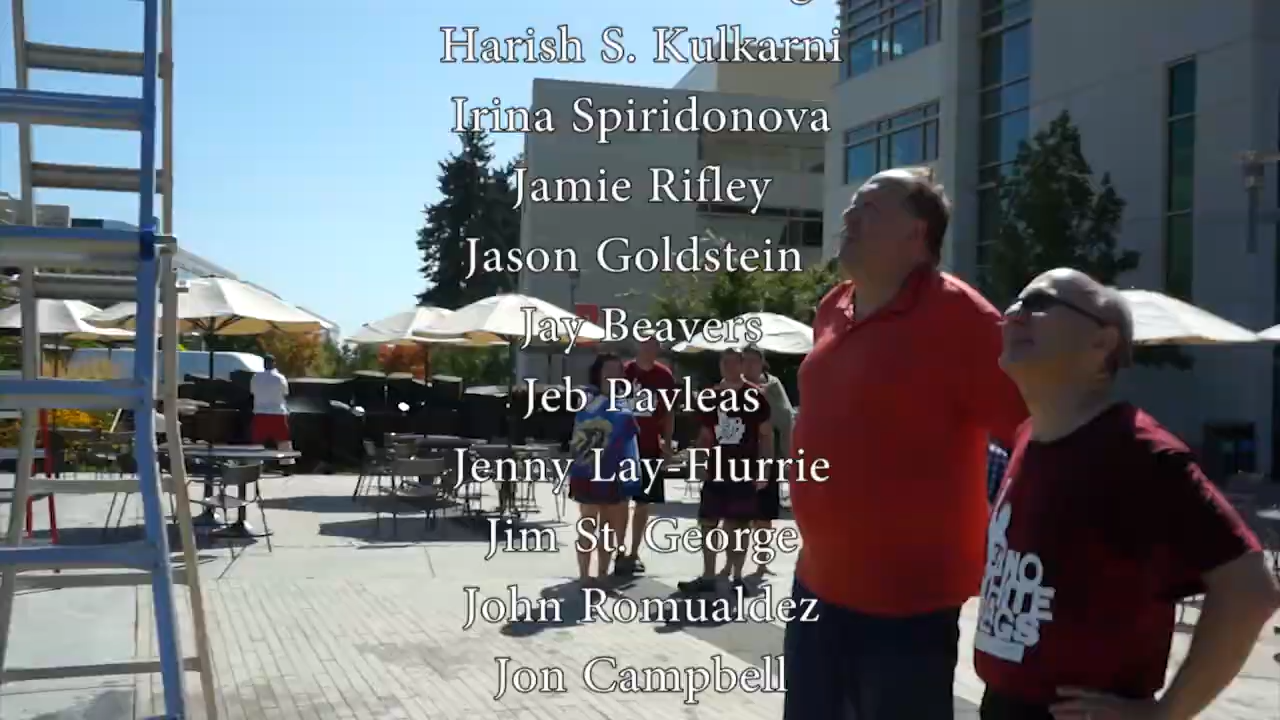 Harish S. Kulkarni
Irina Spiridonova
Jamie Rifley
Jason Goldstein
Jay Beavers
Jeb Pavleas
Jenny Lay-Flurrie
Jim St. George
John Romualdez
Jon Campbell
NO